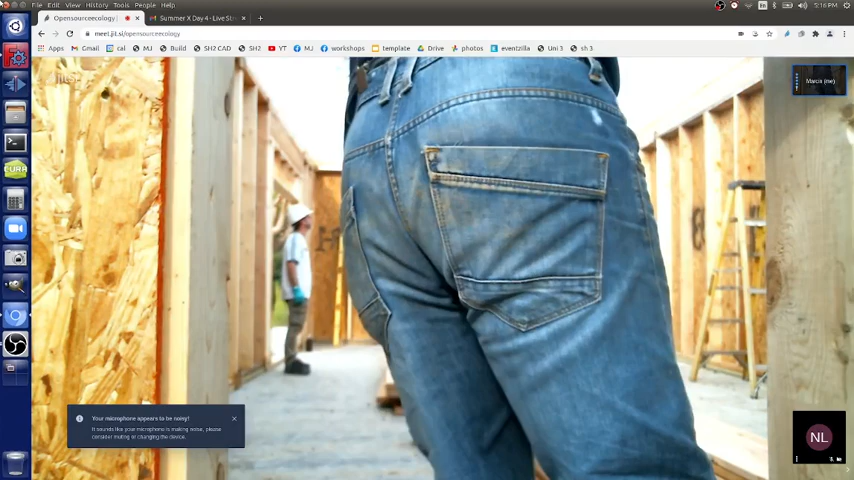 File Edit View History Tools People Help
En
5:16 PM
Opensourceecology
Summer X Day 4 - Live Str
meet.jit.si/opensourceecology
Apps Gmail cal MJ Build SH2 CAD SH2 YT MJ workshops template Drive photos eventzilla Uni 3 sh 3
Marcin (me)
CURA
Your microphone appears to be noisy!
It sounds like your microphone is making noise, please
consider muting or changing the device.
NL